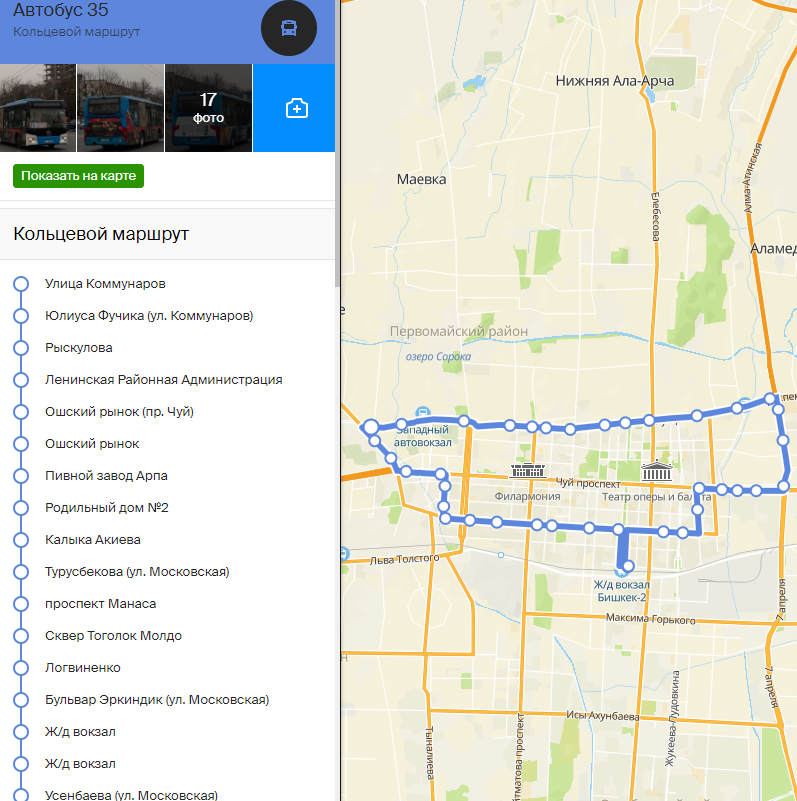 Автобус 35
Кольцевой маршрут
17
фото
Показать на карте
Кольцевой маршрут
Улица Коммунаров
Юлиуса Фучика (ул. Коммунаров)
Рыскулова
Ленинская Районная Администрация
Ошский рынок (пр. Чуй)
Ошский рынок
Пивной завод Арпа
Родильный дом №2
Калыка Акиева
Турусбекова (ул. Московская)
проспект Манаса
Сквер Тоголок Молдо
Логвиненко
Бульвар Эркиндик (ул. Московская)
Ж/д вокзал
Ж/д вокзал
Усенбаева (ул. Московская)
Нижняя Ала-Арча
Маевка
Алма-Атинская
Елебесова
Аламед
Первомайский район
озеро Сорока
Западный
автовокзал
Чуй проспект
Филармония
Театр оперы и балета
Льва Толстого
Ж/д вокзал
Бишкек-2
Максима Горького
7 апреля
7 апреля
Исы Ахунбаева
Жукеева-Пудовкина
Тыналиева
йтматова проспект